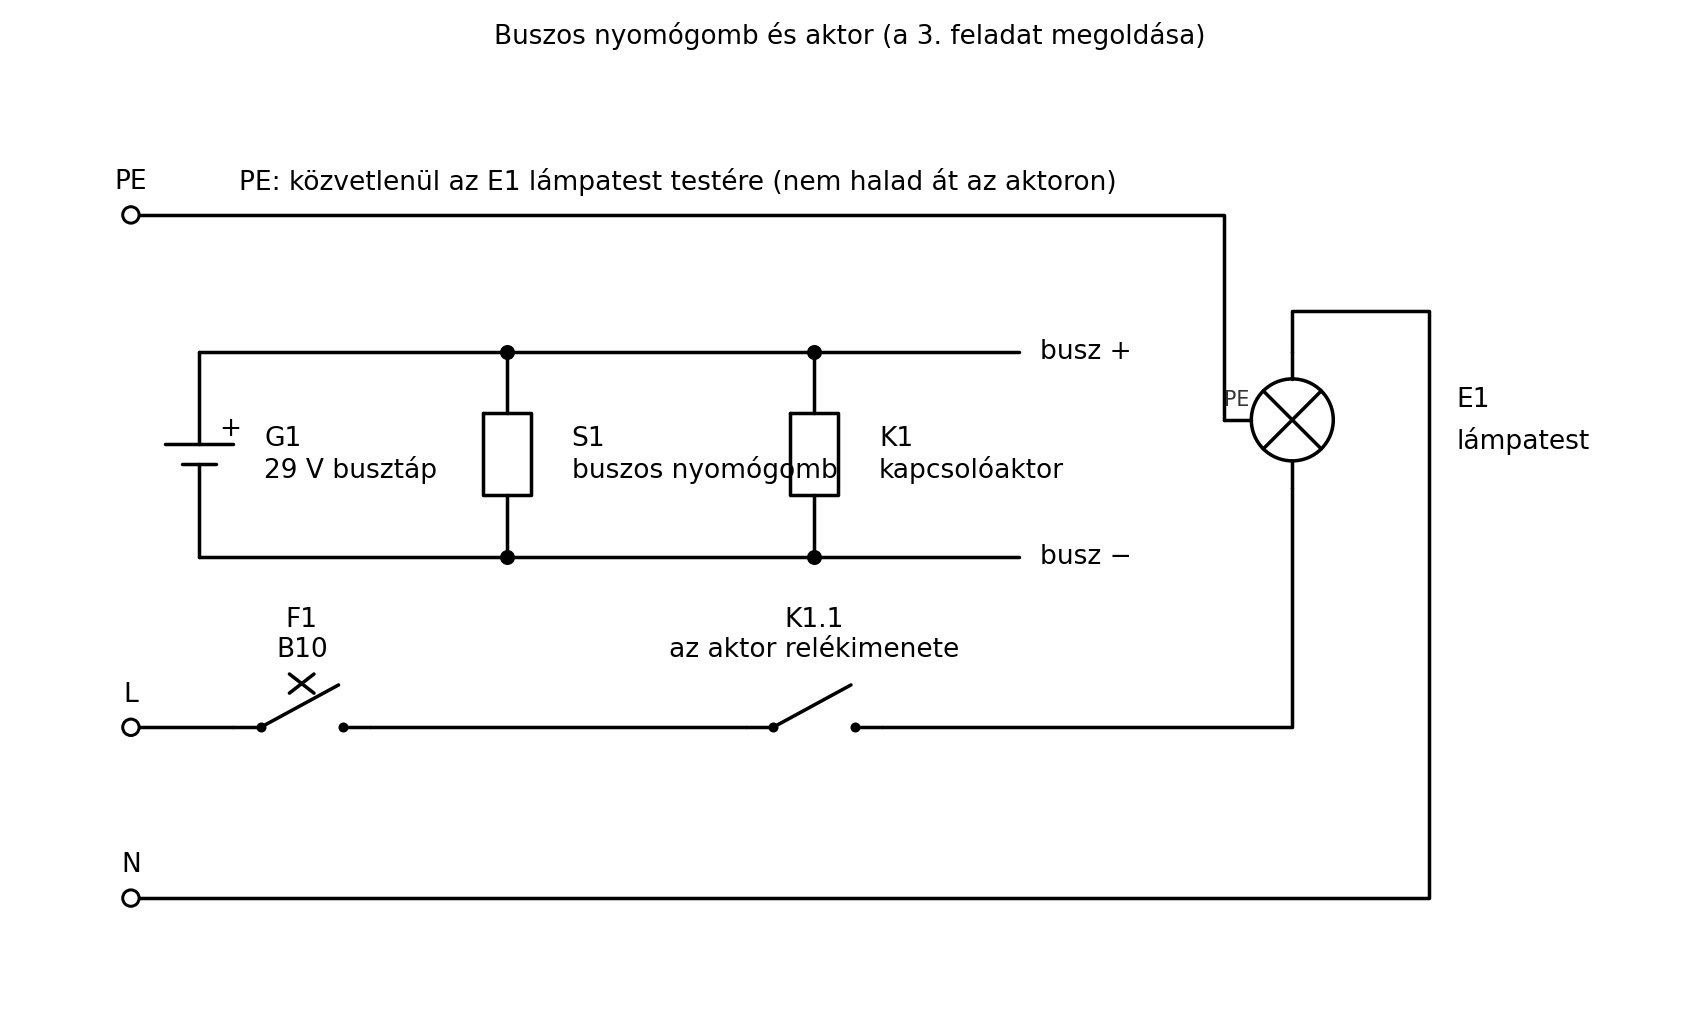 Buszos nyomógomb és aktor (a 3. feladat megoldása)
PE
PE: közvetlenül az E1 lámpatest testére (nem halad át az aktoron)
busz +
PE
E1
lámpatest
+
G1
29 V busztáp
S1
buszos nyomógomb
K1
kapcsolóaktor
busz −
F1
B10
K1.1
az aktor relékimenete
L
N